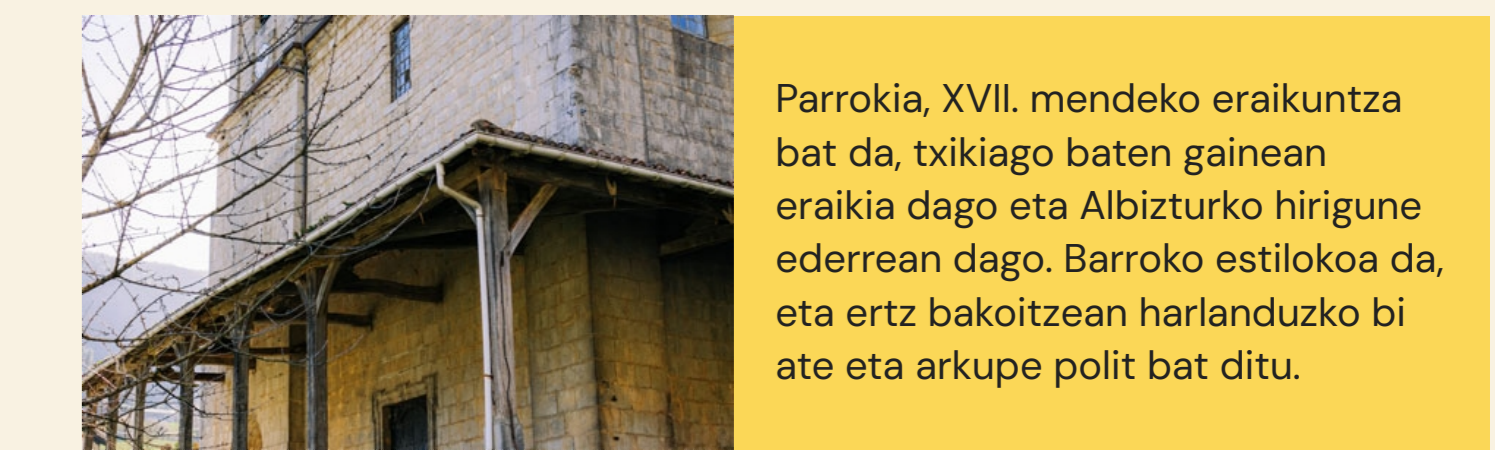 Parrokia, XVII. mendeko eraikuntza
bat da, txikiago baten gainean
eraikia dago eta Albizturko hirigune
ederrean dago. Barroko estilokoa da,
eta ertz bakoitzean harlanduzko bi
ate eta arkupe polit bat ditu.